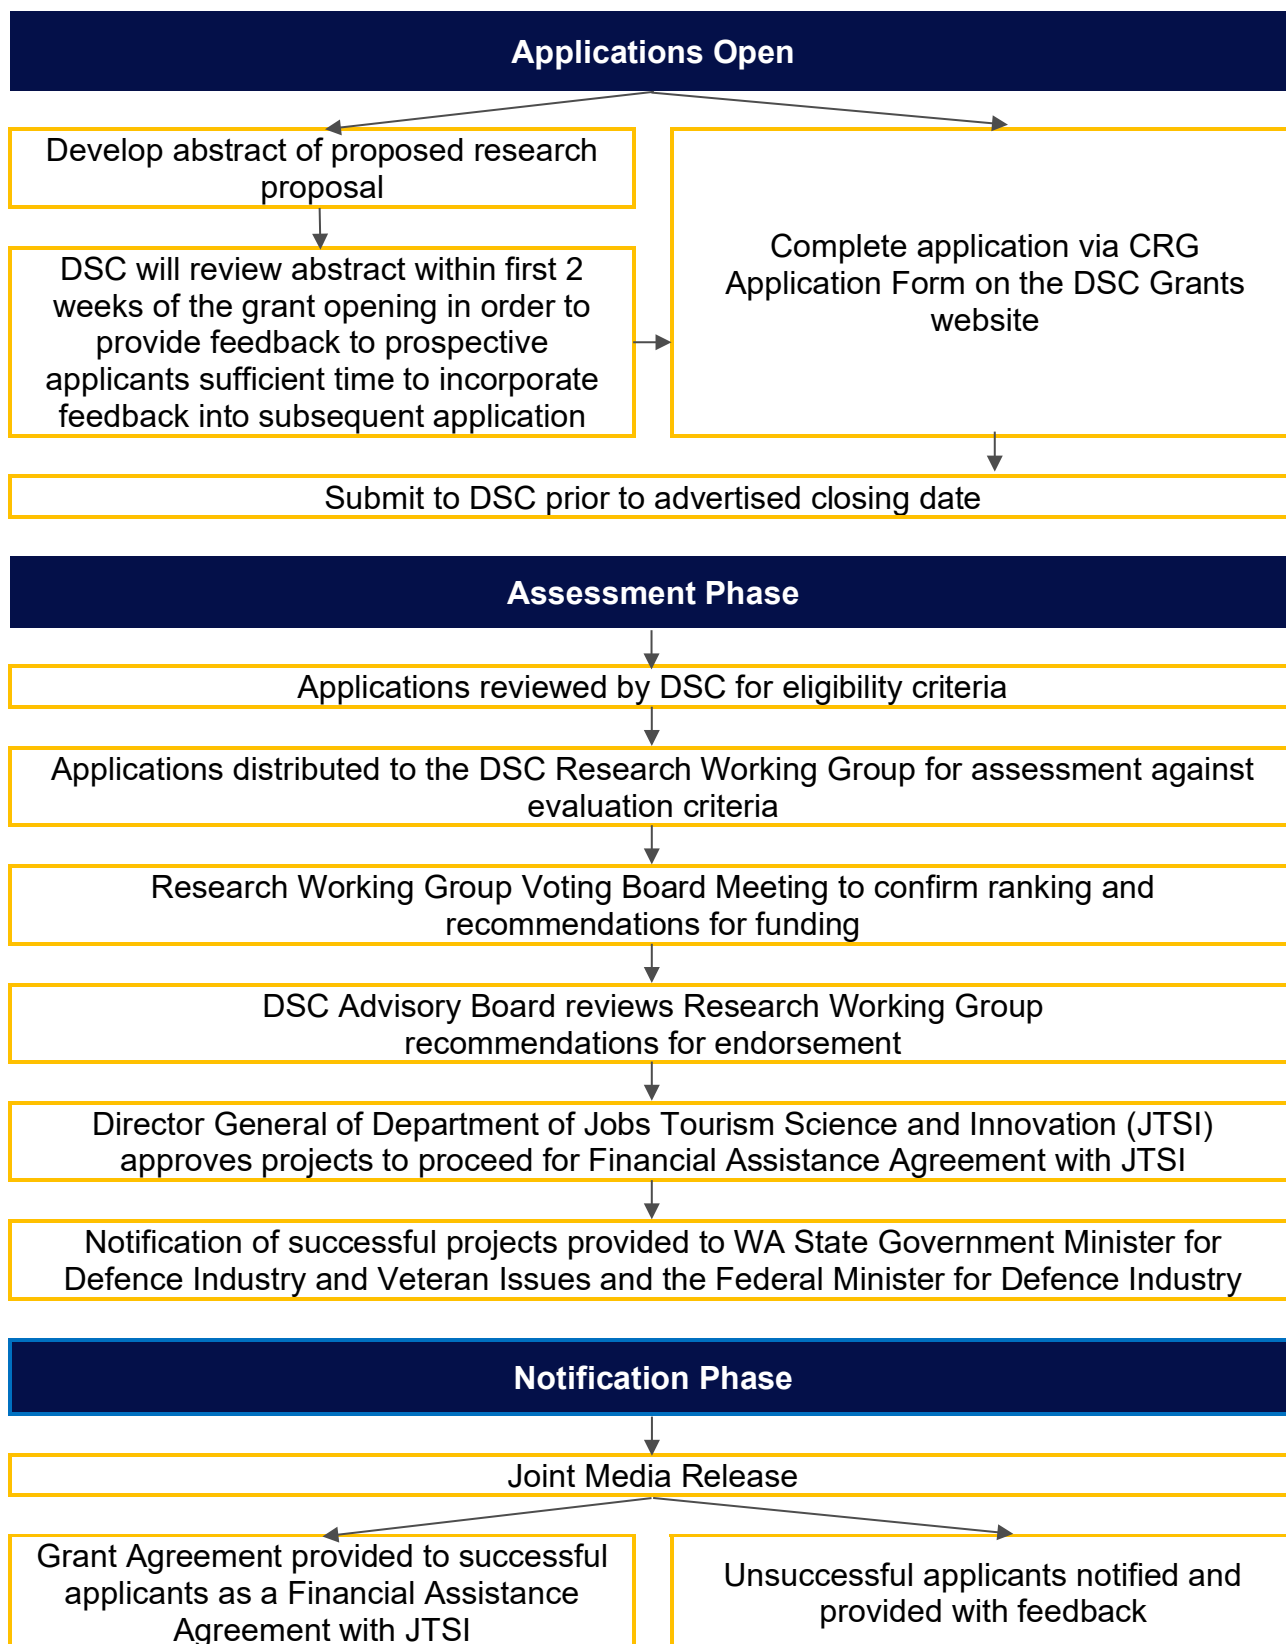 Applications Open
Develop abstract of proposed research
proposal
DSC will review abstract within first 2
weeks of the grant opening in order to
provide feedback to prospective
applicants sufficient time to incorporate
feedback into subsequent application
Complete application via CRG
Application Form on the DSC Grants
website
Submit to DSC prior to advertised closing date
Assessment Phase
Applications reviewed by DSC for eligibility criteria
Applications distributed to the DSC Research Working Group for assessment against
evaluation criteria
Research Working Group Voting Board Meeting to confirm ranking and
recommendations for funding
DSC Advisory Board reviews Research Working Group
recommendations for endorsement
Director General of Department of Jobs Tourism Science and Innovation (JTSI)
approves projects to proceed for Financial Assistance Agreement with JTSI
Notification of successful projects provided to WA State Government Minister for
Defence Industry and Veteran Issues and the Federal Minister for Defence Industry
Notification Phase
Joint Media Release
Grant Agreement provided to successful
applicants as a Financial Assistance
Agreement with JTSI
Unsuccessful applicants notified and
provided with feedback